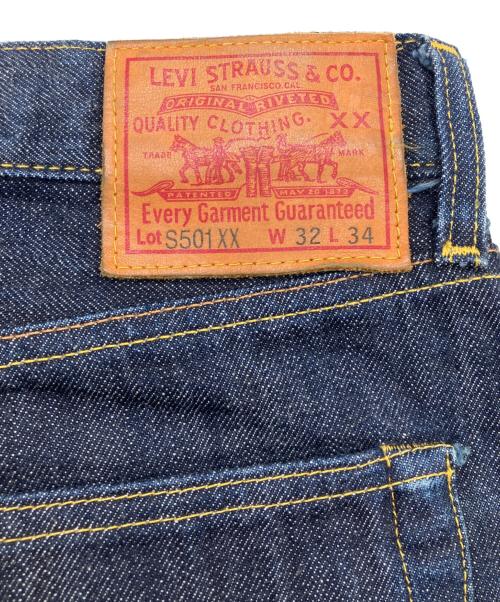 LEVI STRAUSS & CO.
SAN FRANCISCO, CAL.
ORIGINAL RIVETED
QUALITY CLOTHING. XX
TRADE MARK
PATENTED MAY 20 1873
Every Garment Guaranteed
Lot S501XX W 32 L 34